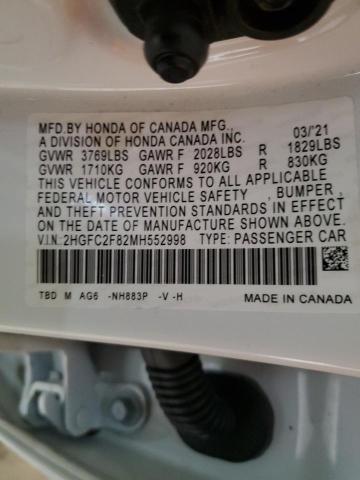 MFD.BY HONDA OF CANADA MFG., 03/'21
A DIVISION OF HONDA CANADA INC.
GVWR 3769LBS GAWR F 2028LBS R 1829LBS
GVWR 1710KG GAWR F 920KG R 830KG
THIS VEHICLE CONFORMS TO ALL APPLICABLE
FEDERAL MOTOR VEHICLE SAFETY , BUMPER ,
AND THEFT PREVENTION STANDARDS IN EFFECT
ON THE DATE OF MANUFACTURE SHOWN ABOVE.
V.I.N: 2HGFC2F82MH552998 TYPE: PASSENGER CAR
TBD M AG6 -NH883P -V -H MADE IN CANADA